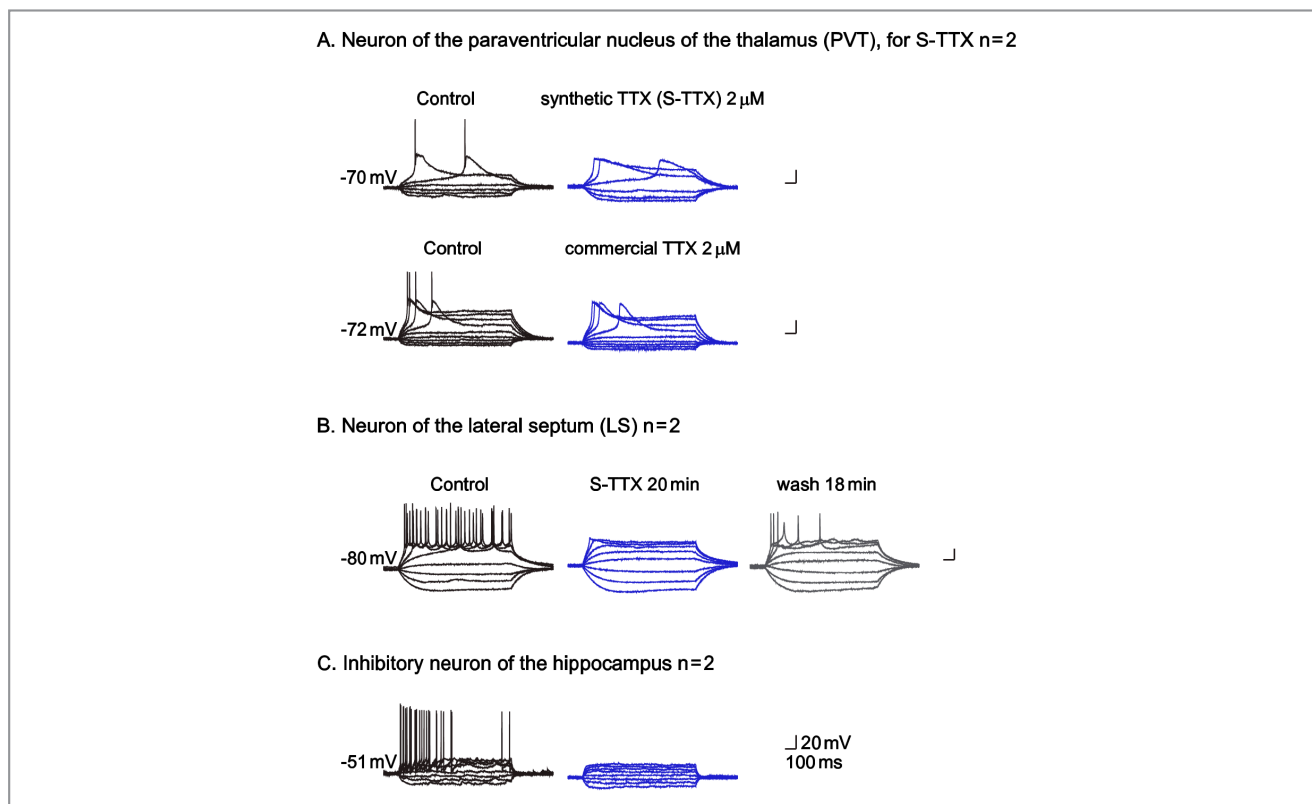 A. Neuron of the paraventricular nucleus of the thalamus (PVT), for S-TTX n=2
Control
synthetic TTX (S-TTX) 2 μM
-70 mV
Control
commercial TTX 2 μM
-72 mV
B. Neuron of the lateral septum (LS) n=2
Control
S-TTX 20 min
wash 18 min
-80 mV
C. Inhibitory neuron of the hippocampus n=2
-51 mV
20 mV
100 ms